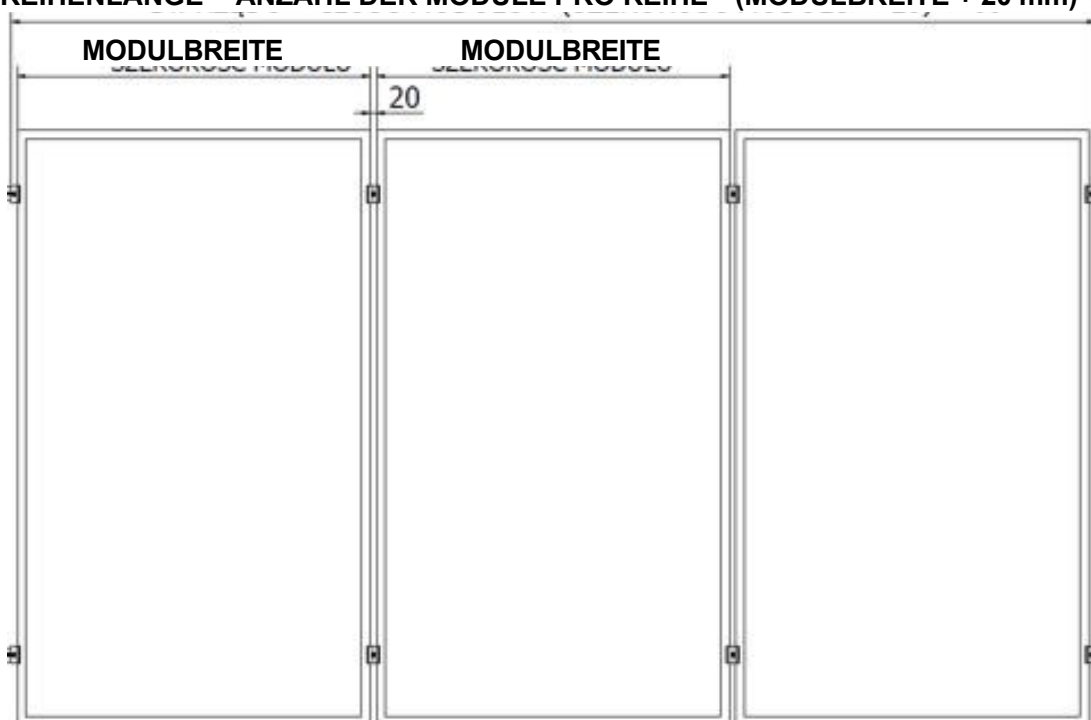 REIHENLÄNGE = ANZAHL DER MODULE PRO REIHE * (MODULBREITE + 20 mm)
MODULBREITE MODULBREITE
20